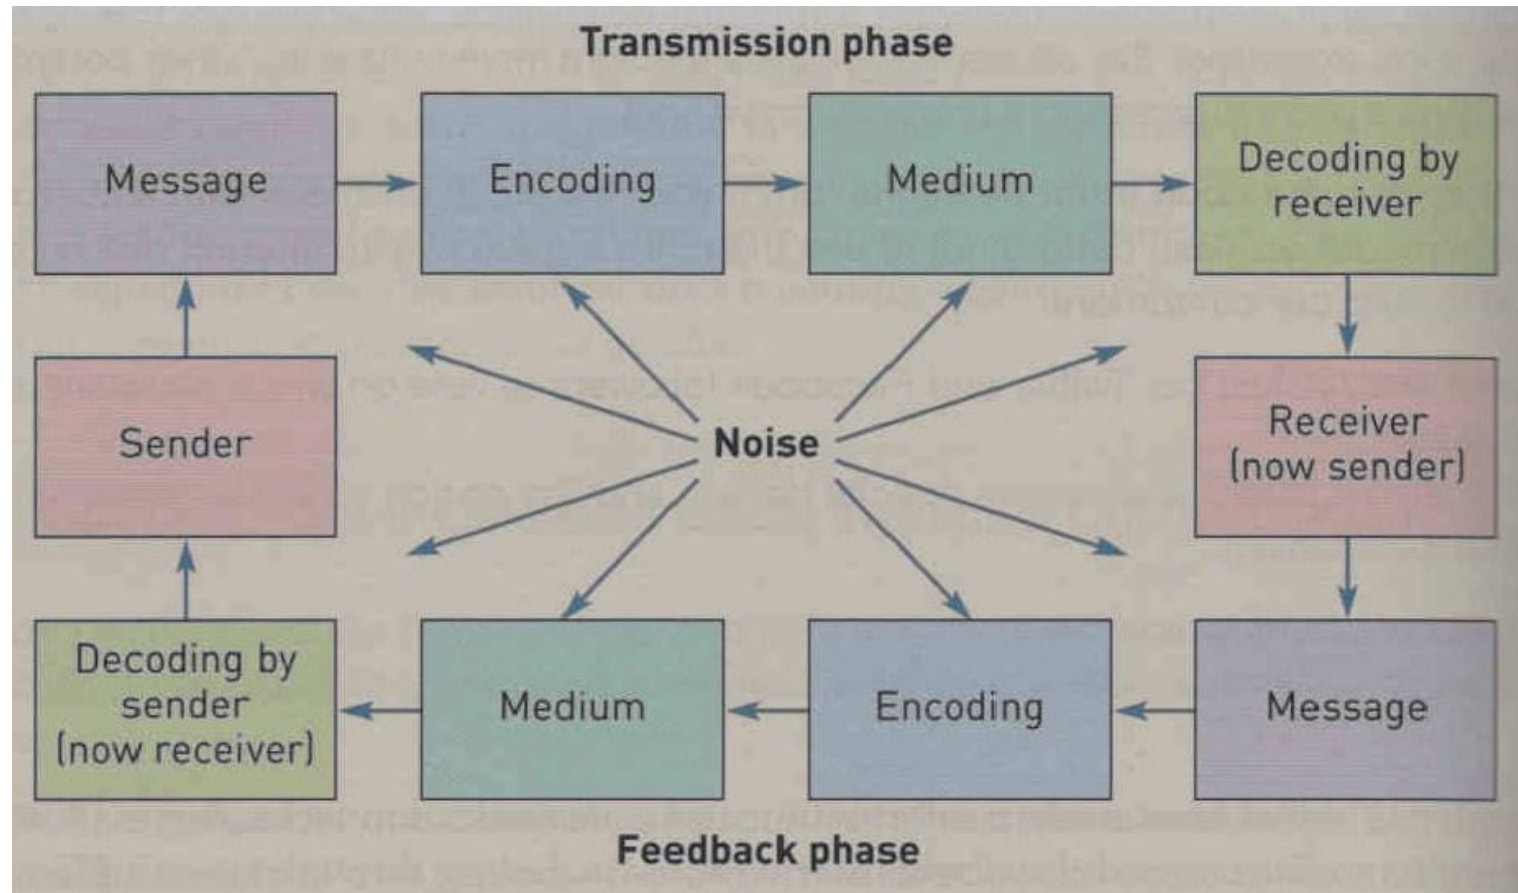 Transmission phase
Message
Encoding
Medium
Decoding by
receiver
Sender
Noise
Receiver
(now sender)
Decoding by
sender
(now receiver)
Medium
Encoding
Message
Feedback phase